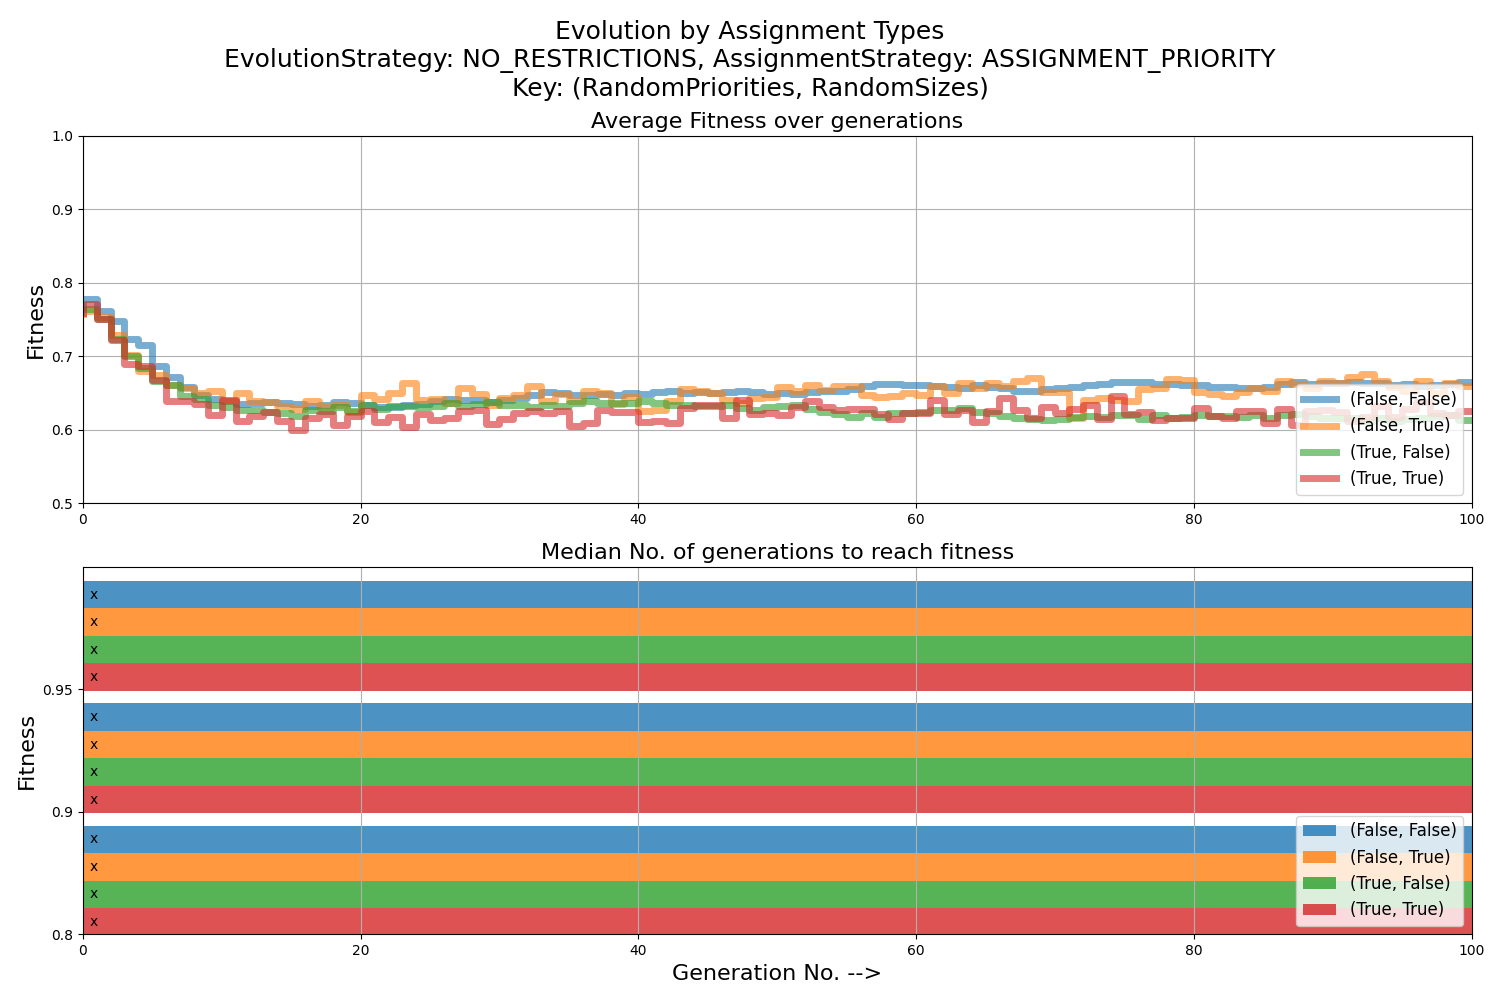 Evolution by Assignment Types
EvolutionStrategy: NO_RESTRICTIONS, AssignmentStrategy: ASSIGNMENT_PRIORITY
Key: (RandomPriorities, RandomSizes)
Average Fitness over generations
Fitness
1.0
0.9
0.8
0.7
0.6
0.5
0 20 40 60 80 100
(False, False)
(False, True)
(True, False)
(True, True)
Median No. of generations to reach fitness
Fitness
x
x
x
x
0.95
x
x
x
x
0.9
x
x
x
x
0.8
(False, False)
(False, True)
(True, False)
(True, True)
0 20 40 60 80 100
Generation No. -->